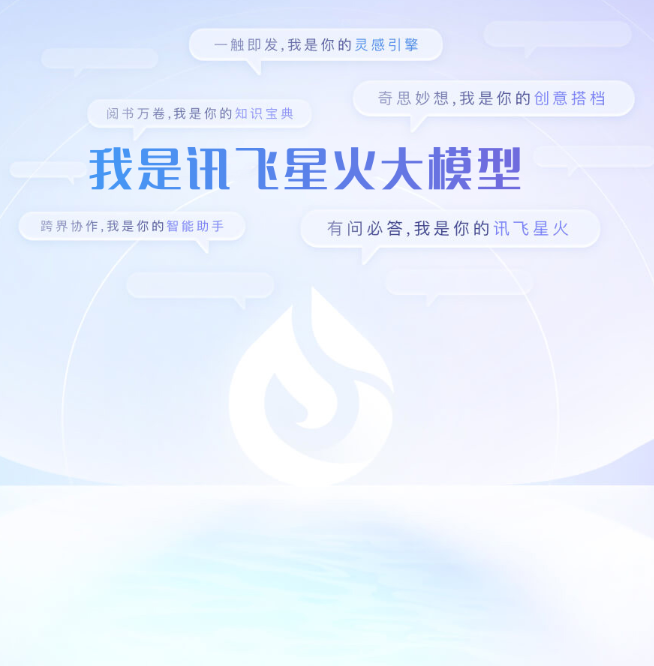 一触即发,我是你的灵感引擎
奇思妙想,我是你的创意搭档
阅书万卷,我是你的知识宝典
我是讯飞星火大模型
跨界协作,我是你的智能助手
有问必答,我是你的讯飞星火